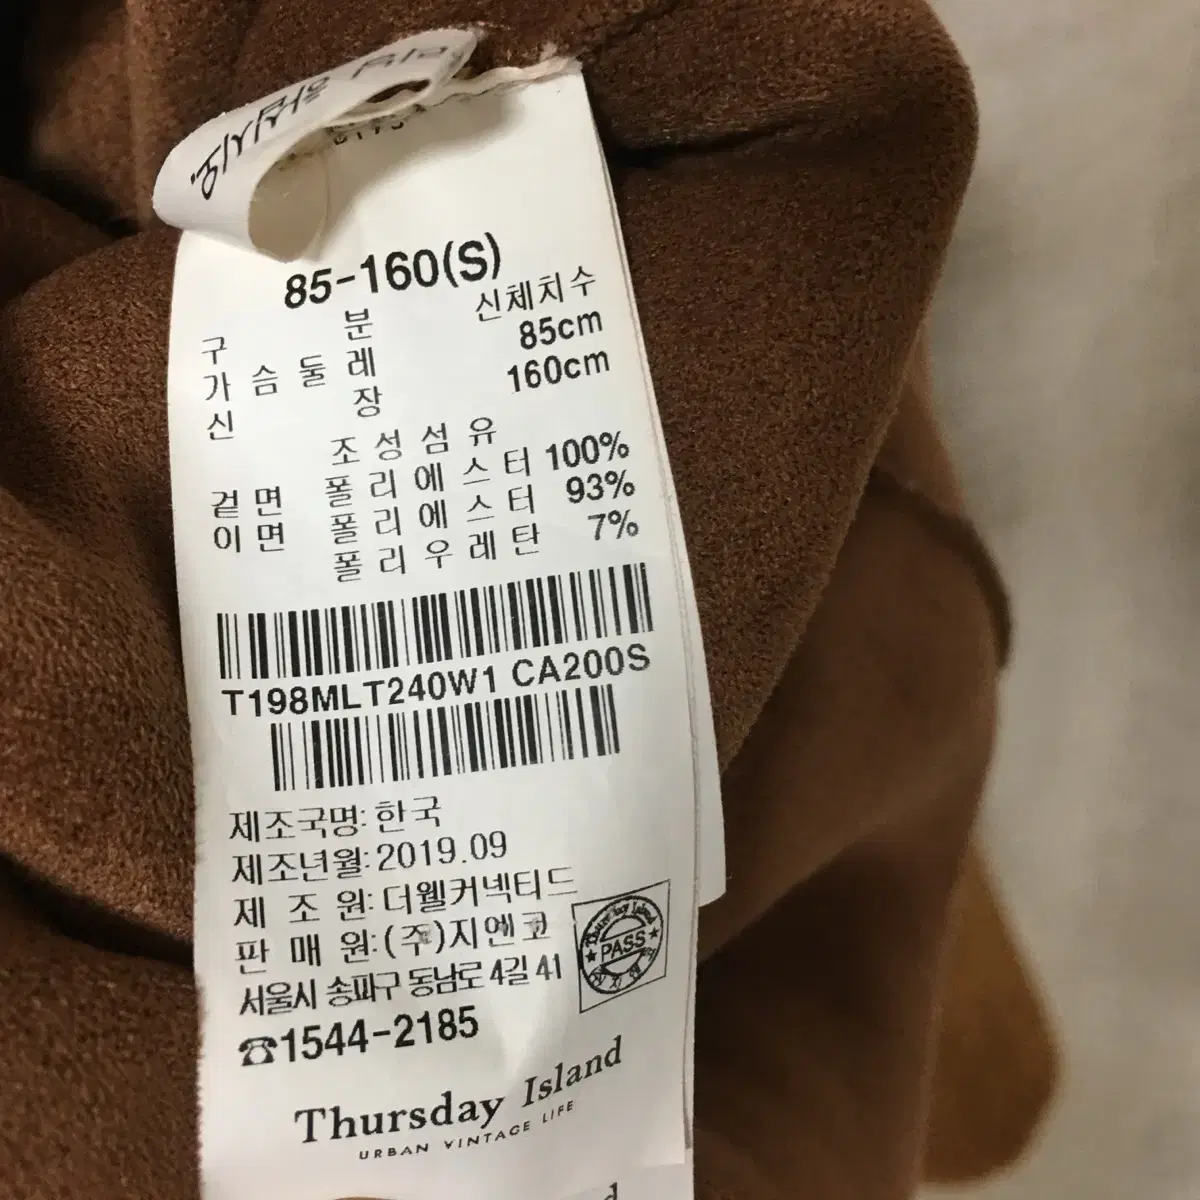 85-160(S)
구 분 신체치수
가 슴 둘 레 85cm
신 장 160cm
조 성 섬 유
겉 면 폴 리 에 스 터 100%
이 면 폴 리 에 스 터 93%
폴 리 우 레 탄 7%
T198MLT240W1 CA200S
제조국명: 한국
제조년월: 2019.09
제 조 원: 더웰커넥티드
판 매 원: (주)지엔코
서울시 송파구 동남로 4길 41
☎1544-2185
Thursday Island
PASS
Thursday Island
URBAN VINTAGE LIFE